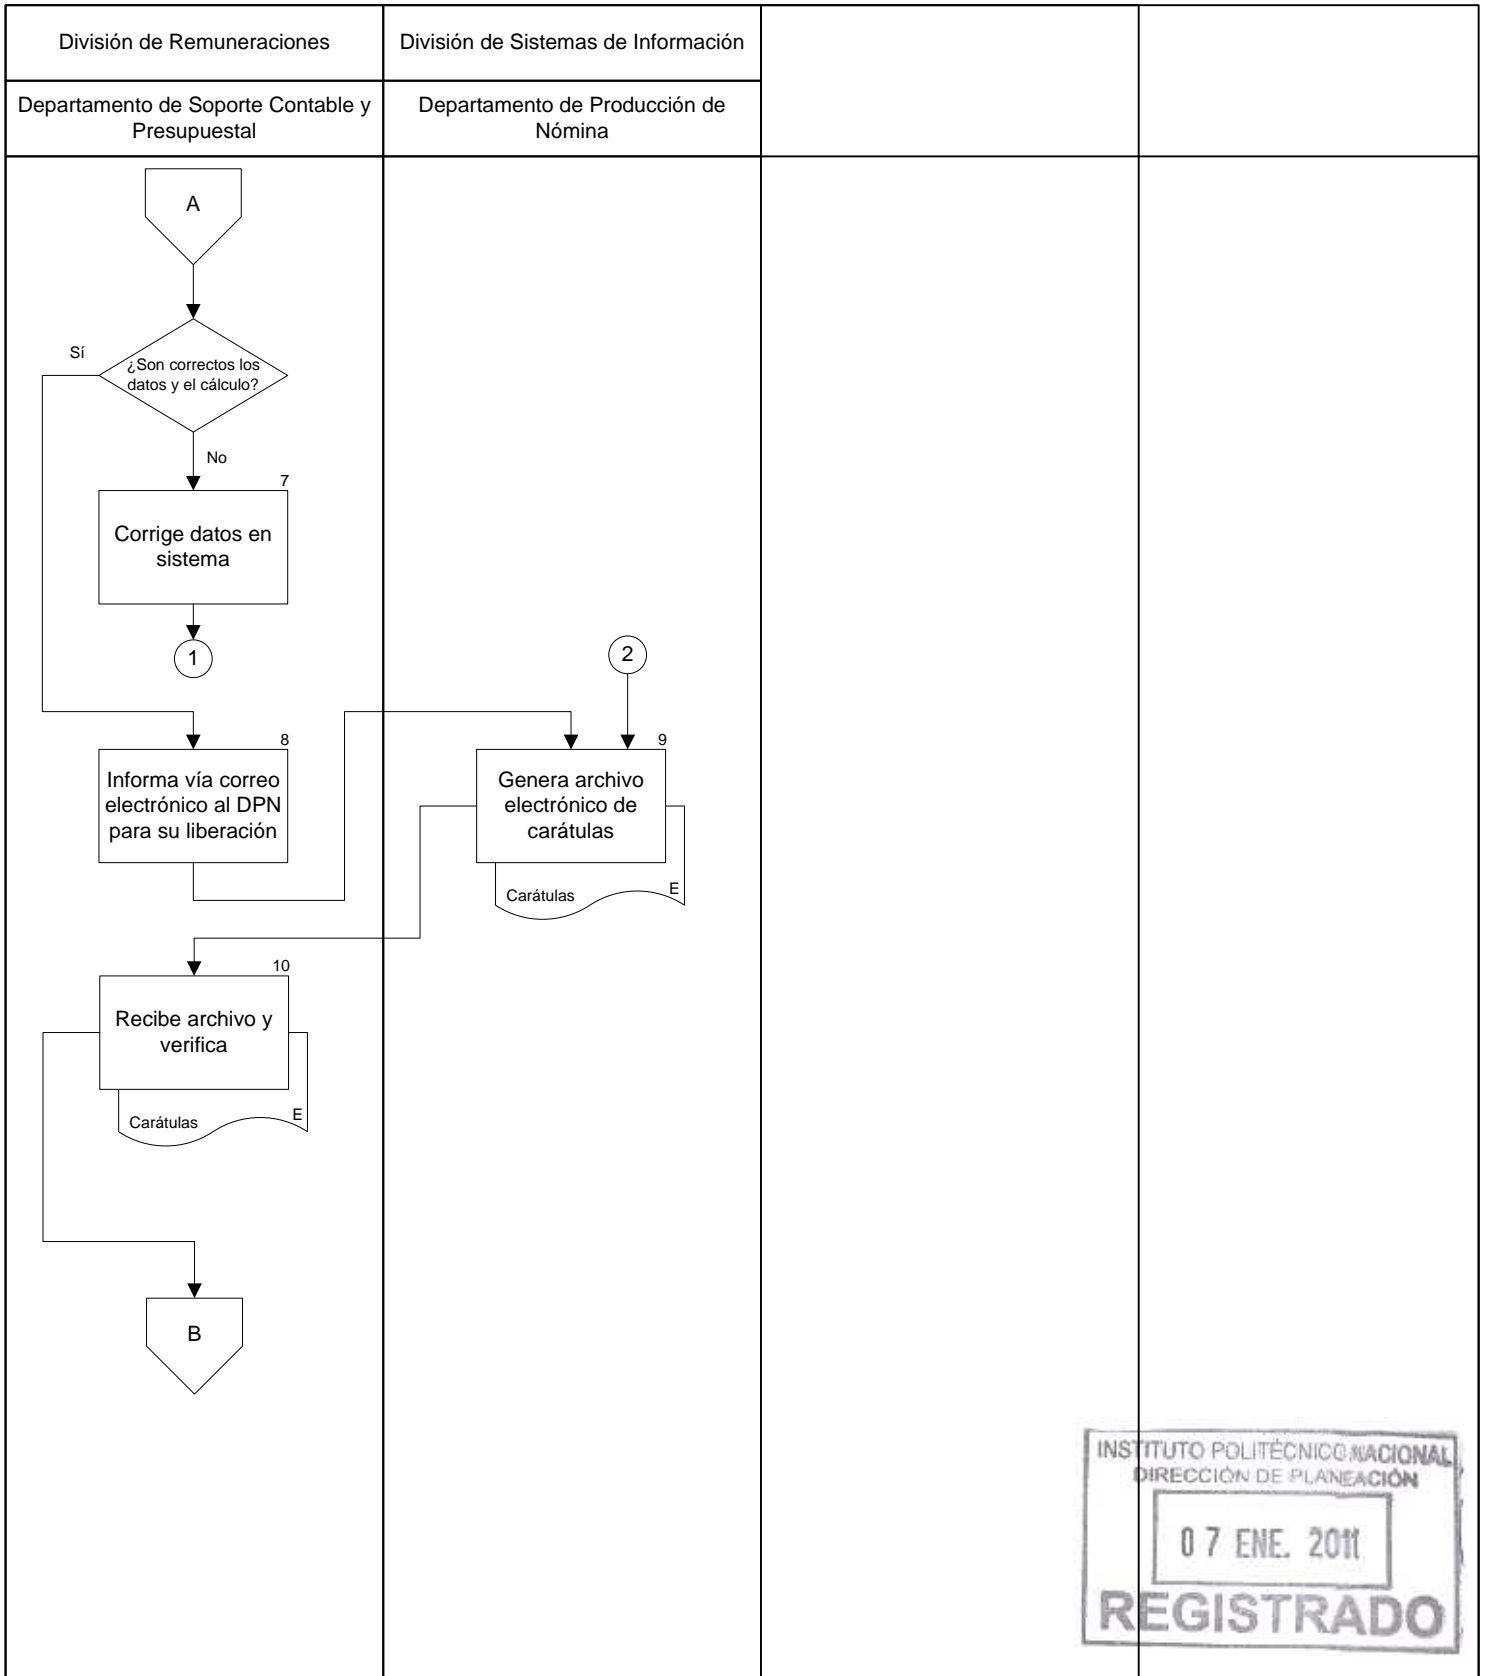 División de Remuneraciones
División de Sistemas de Información
Departamento de Soporte Contable y
Presupuestal
Departamento de Producción de
Nómina
A
¿Son correctos los
datos y el cálculo?
Sí
No
7
Corrige datos en
sistema
1
2
8
Informa vía correo
electrónico al DPN
para su liberación
9
Genera archivo
electrónico de
carátulas
Carátulas
E
10
Recibe archivo y
verifica
Carátulas
E
B
INSTITUTO POLITÉCNICO NACIONAL
DIRECCIÓN DE PLANEACIÓN
07 ENE. 2011
REGISTRADO